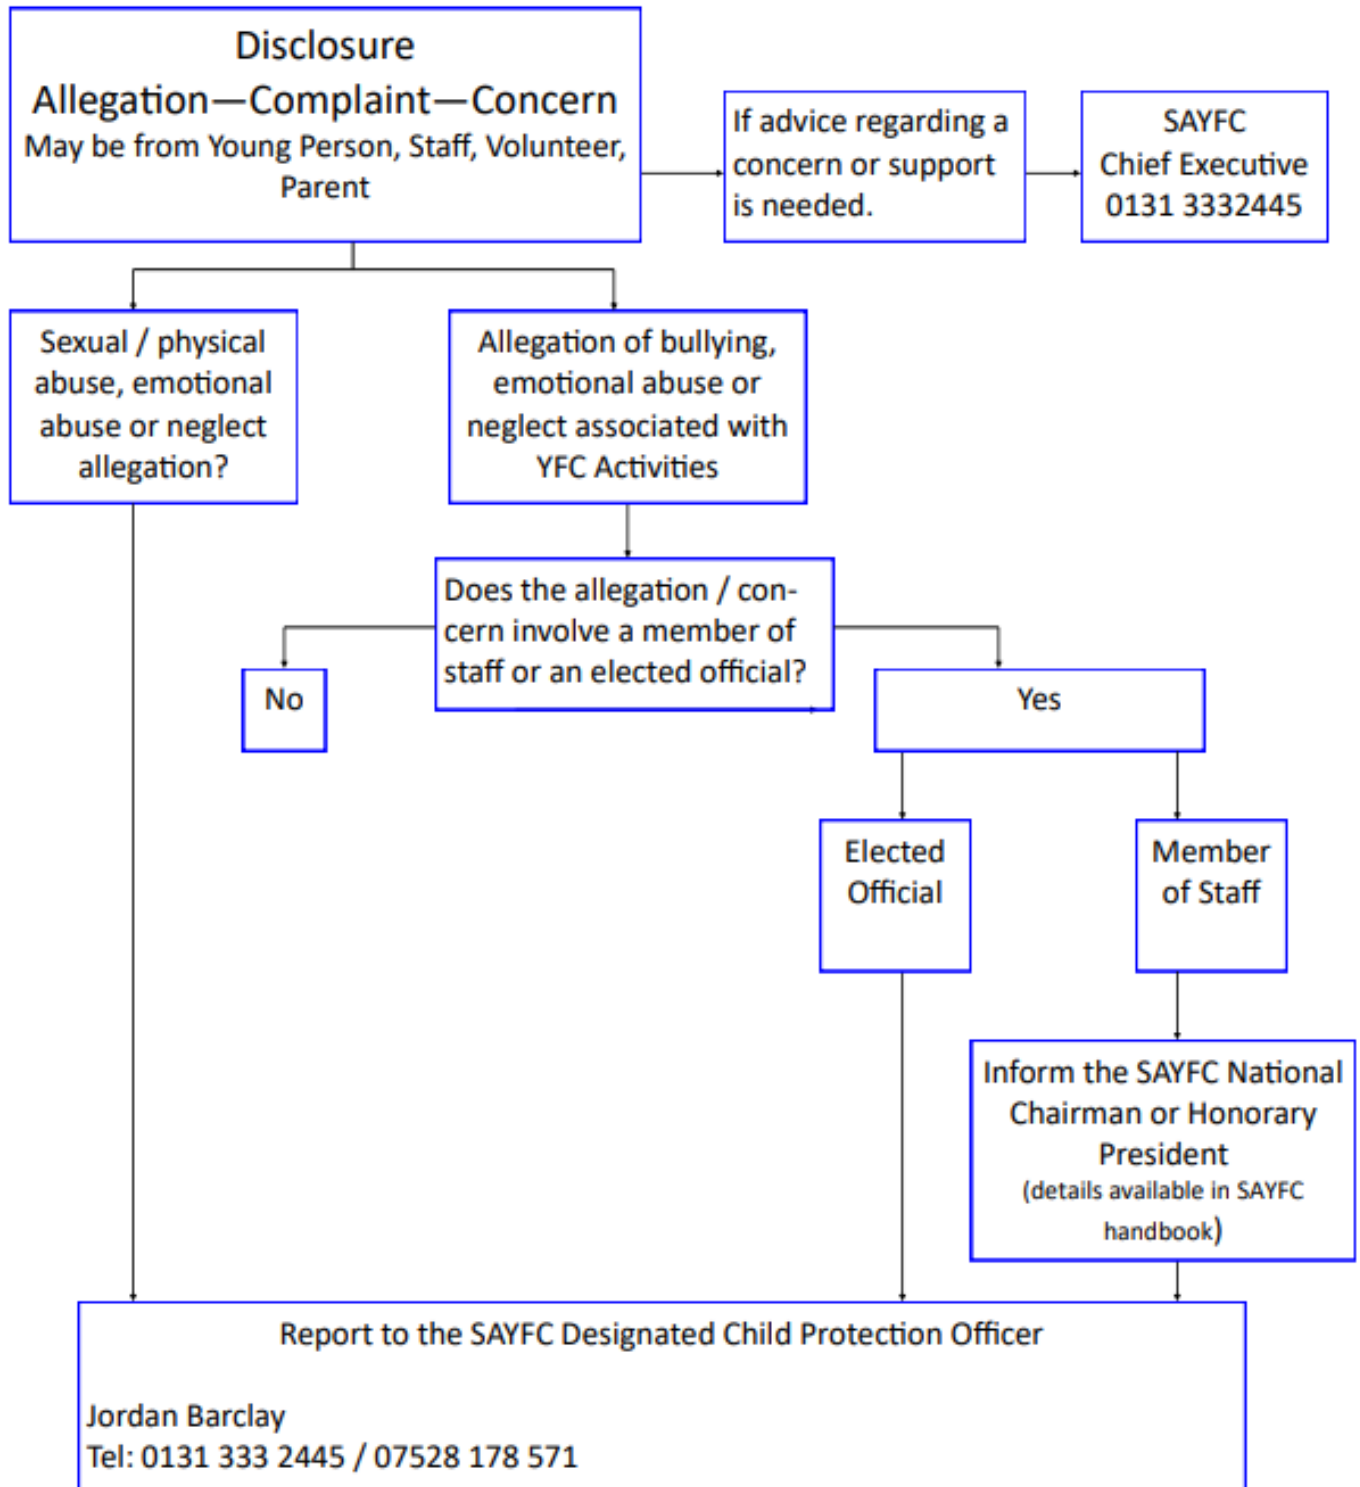 Disclosure
Allegation—Complaint—Concern
May be from Young Person, Staff, Volunteer,
Parent
If advice regarding a
concern or support
is needed.
SAYFC
Chief Executive
0131 3332445
Sexual / physical
abuse, emotional
abuse or neglect
allegation?
Allegation of bullying,
emotional abuse or
neglect associated with
YFC Activities
Does the allegation / con-
cern involve a member of
staff or an elected official?
No
Yes
Elected
Official
Member
of Staff
Inform the SAYFC National
Chairman or Honorary
President
(details available in SAYFC
handbook)
Report to the SAYFC Designated Child Protection Officer
Jordan Barclay
Tel: 0131 333 2445 / 07528 178 571